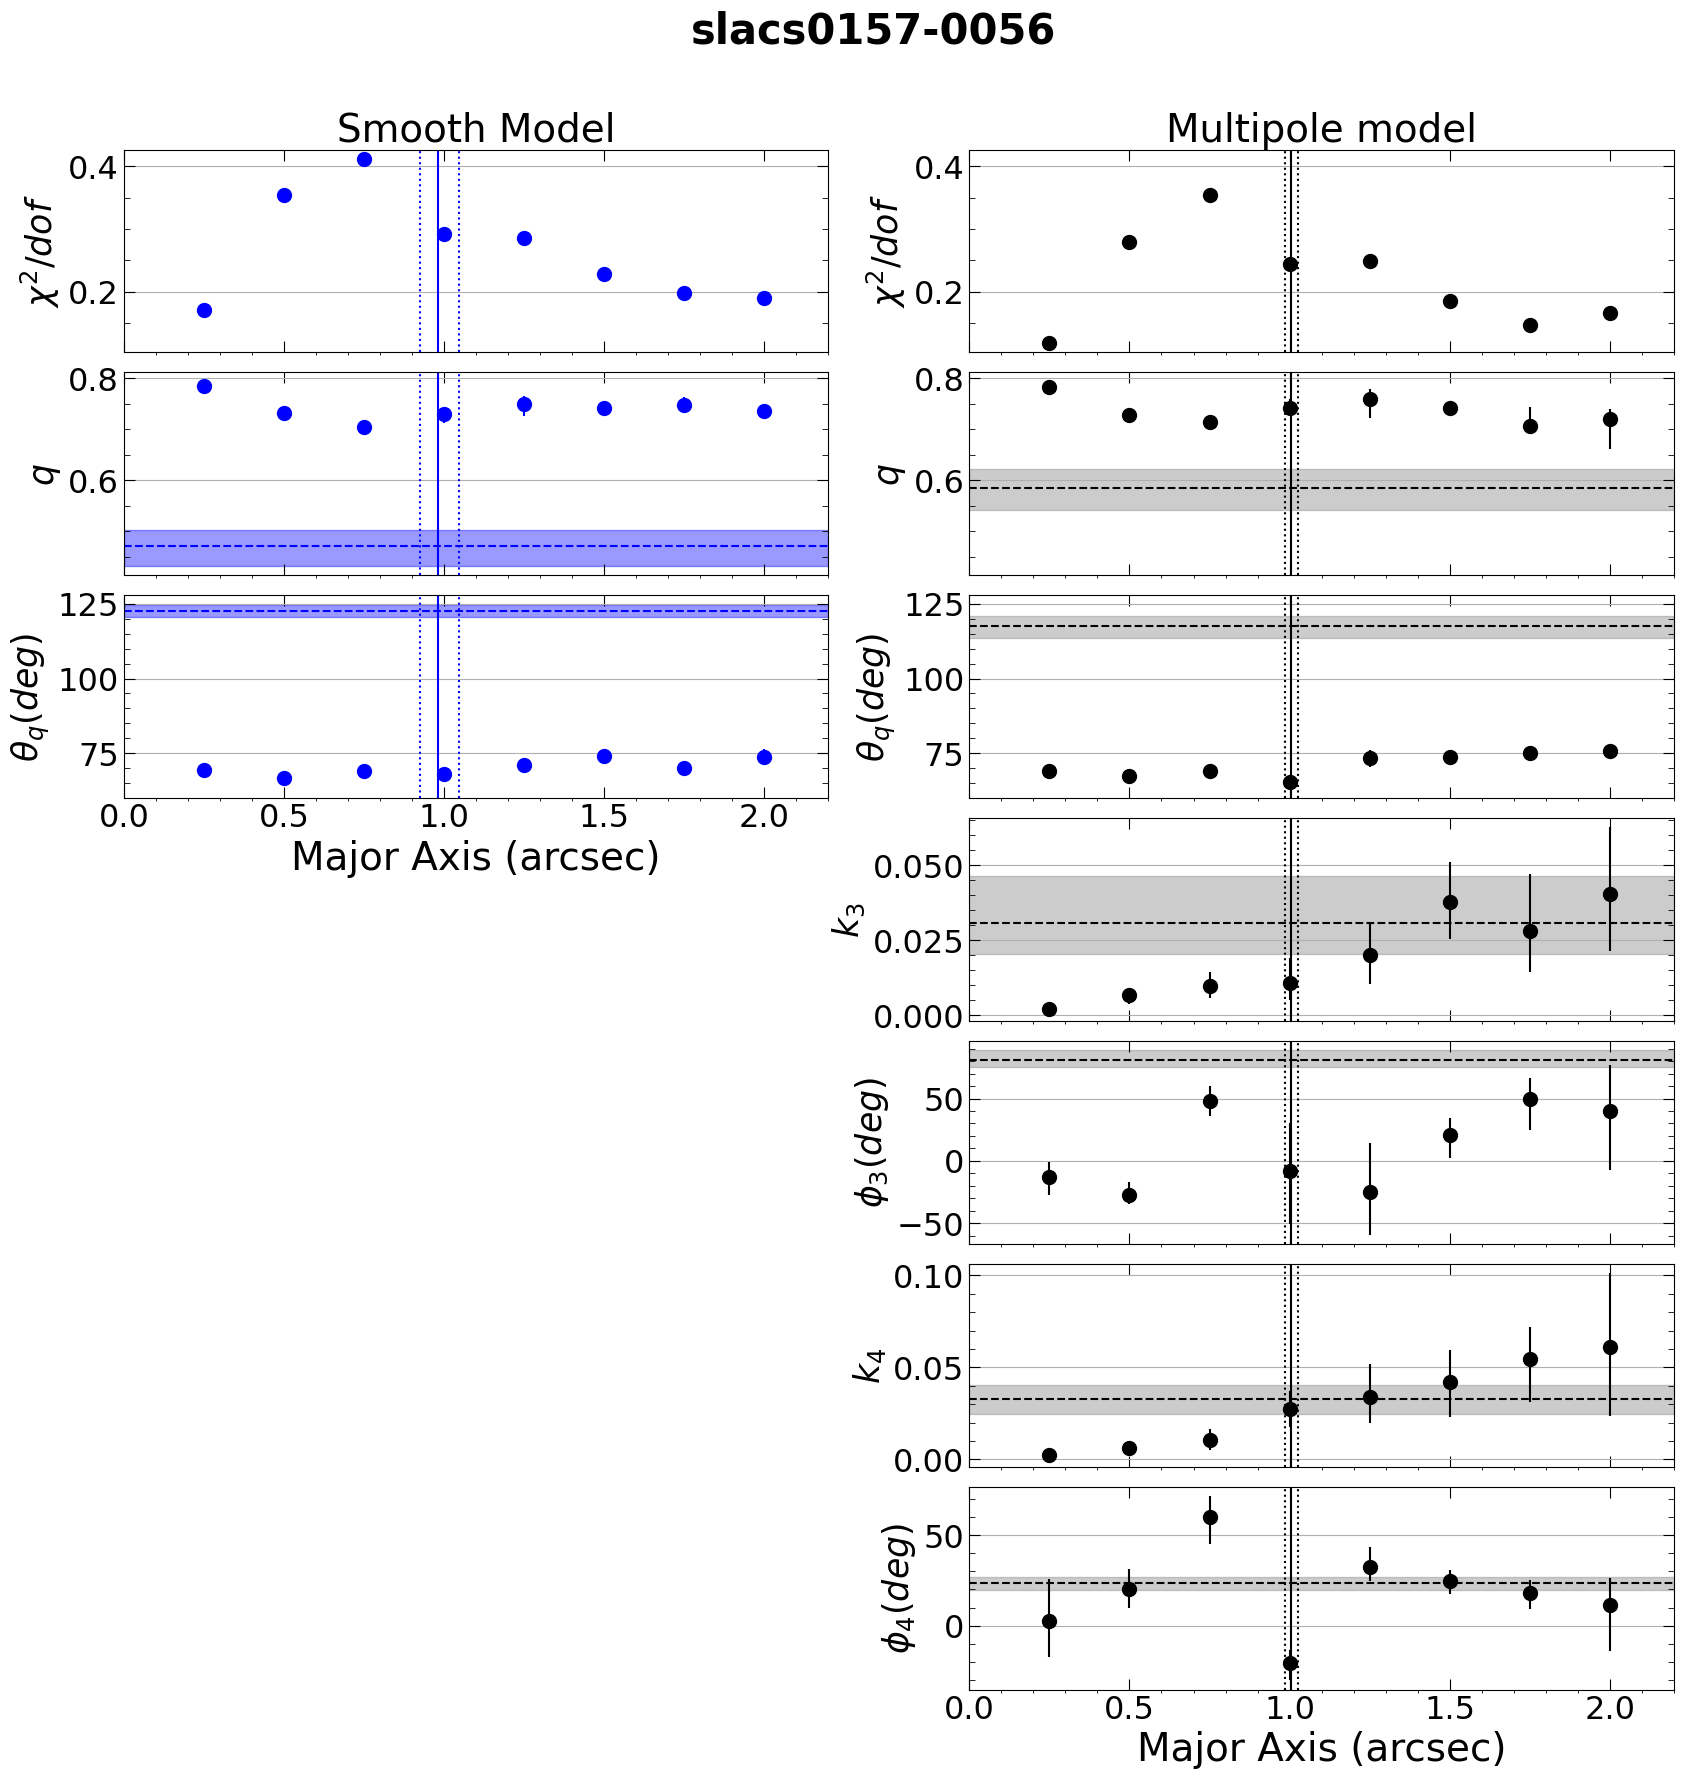 slacs0157-0056
Smooth Model
0.4
0.2
χ²/dof
0.8
0.6
q
125
100
75
θ_q(deg)
0.0 0.5 1.0 1.5 2.0
Major Axis (arcsec)
Multipole model
0.4
0.2
χ²/dof
0.8
0.6
q
125
100
75
θ_q(deg)
0.050
0.025
0.000
k₃
50
0
−50
ϕ₃(deg)
0.10
0.05
0.00
k₄
50
0
ϕ₄(deg)
0.0 0.5 1.0 1.5 2.0
Major Axis (arcsec)